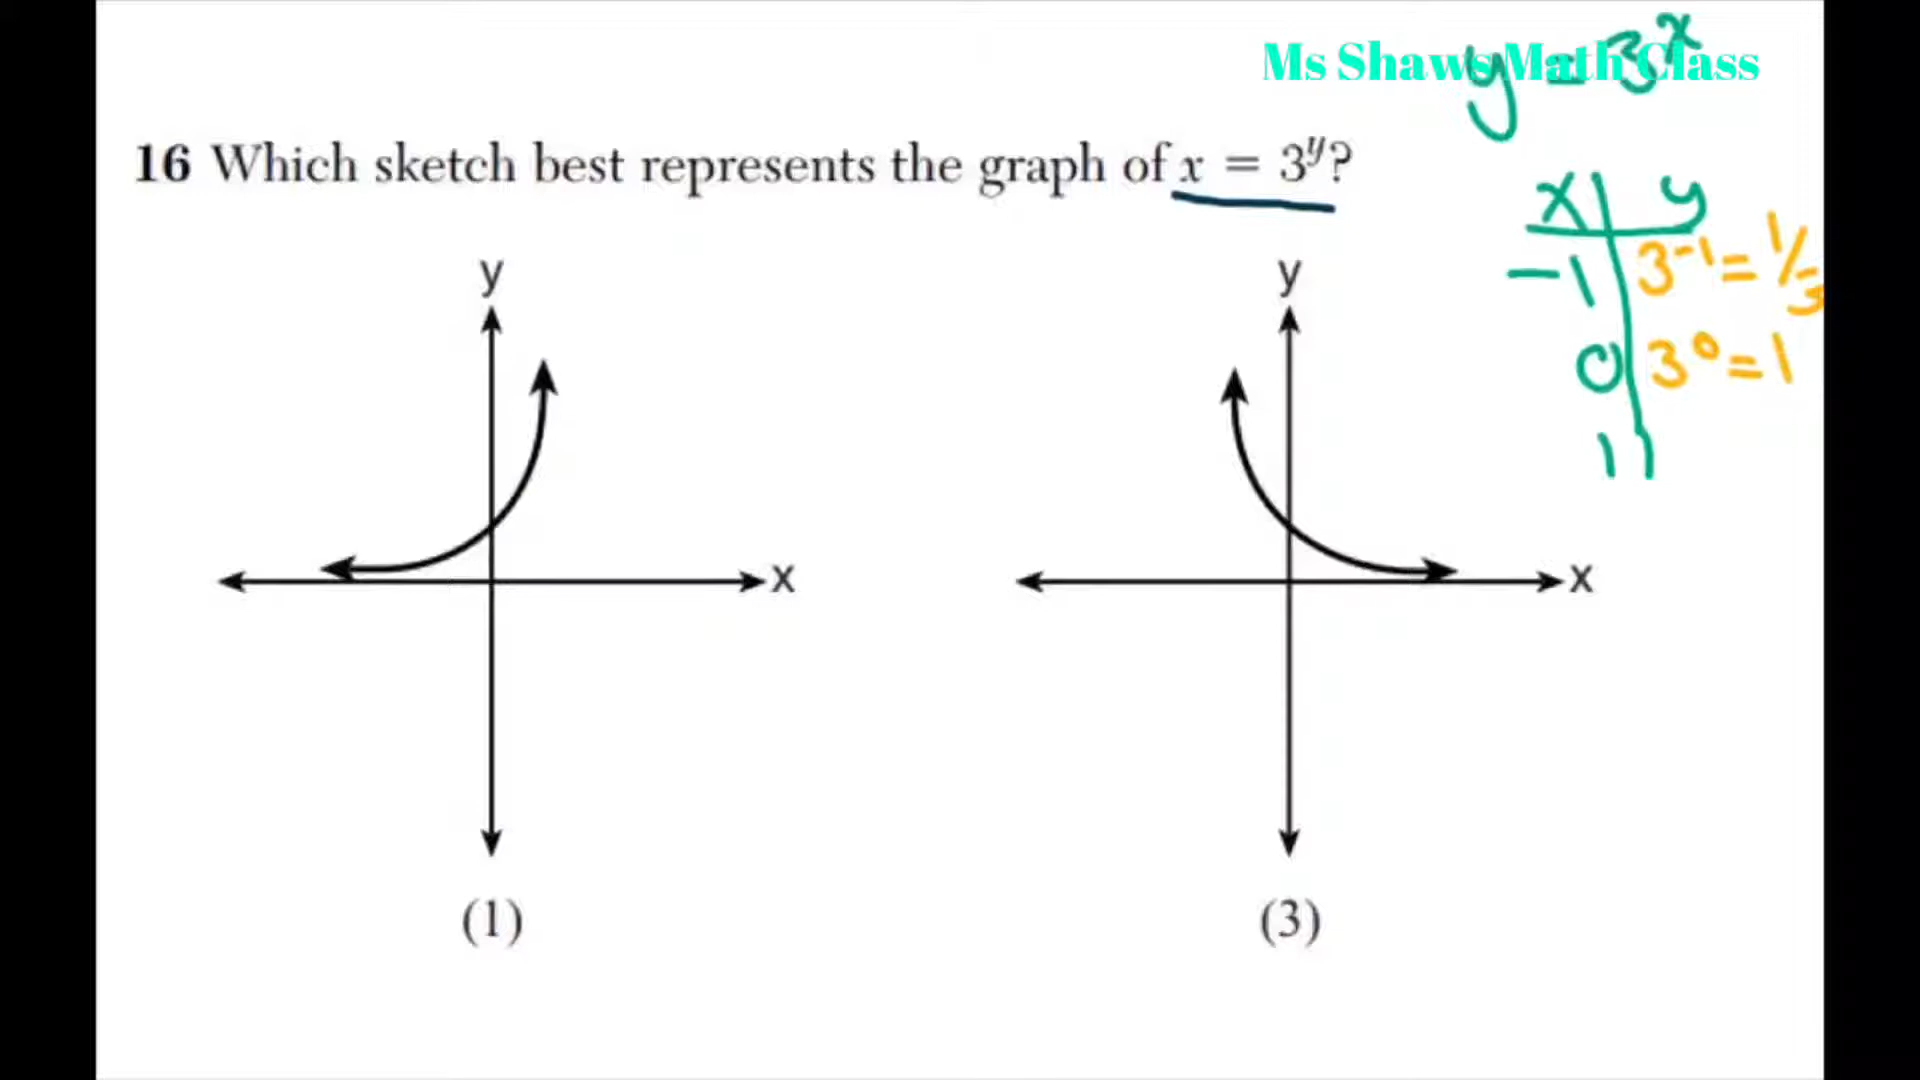 Ms Shaws Math Class
y = 3^x
16 Which sketch best represents the graph of x = 3^y?
x y
-1 3^-1 = 1/3
0 3^0 = 1
1
y
x
(1)
y
x
(3)